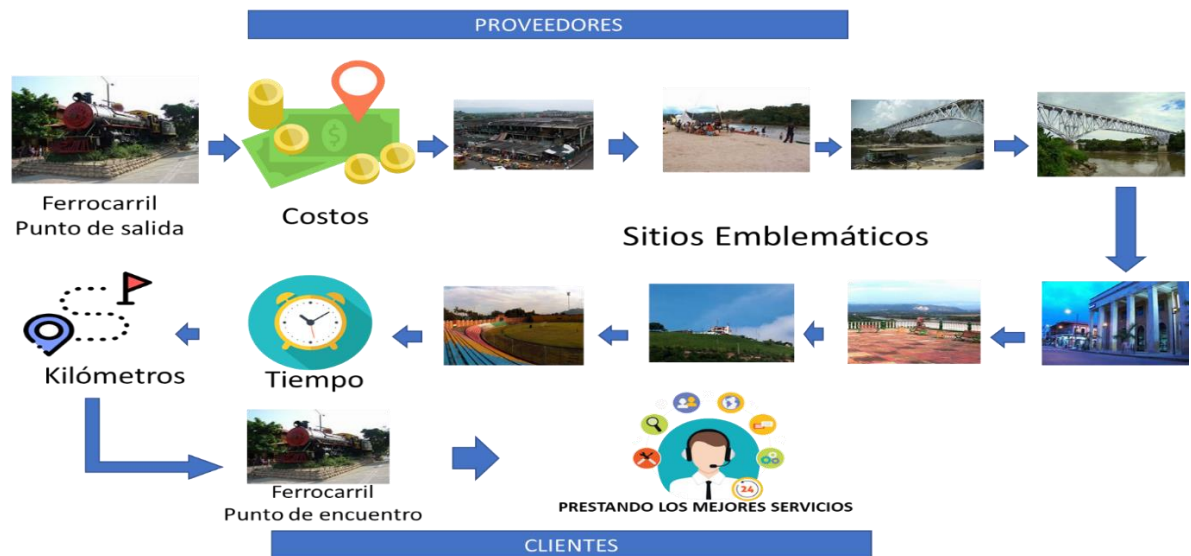 PROVEEDORES
Ferrocarril
Punto de salida
Costos
Sitios Emblemáticos
Kilómetros
Tiempo
24
Ferrocarril
Punto de encuentro
PRESTANDO LOS MEJORES SERVICIOS
CLIENTES